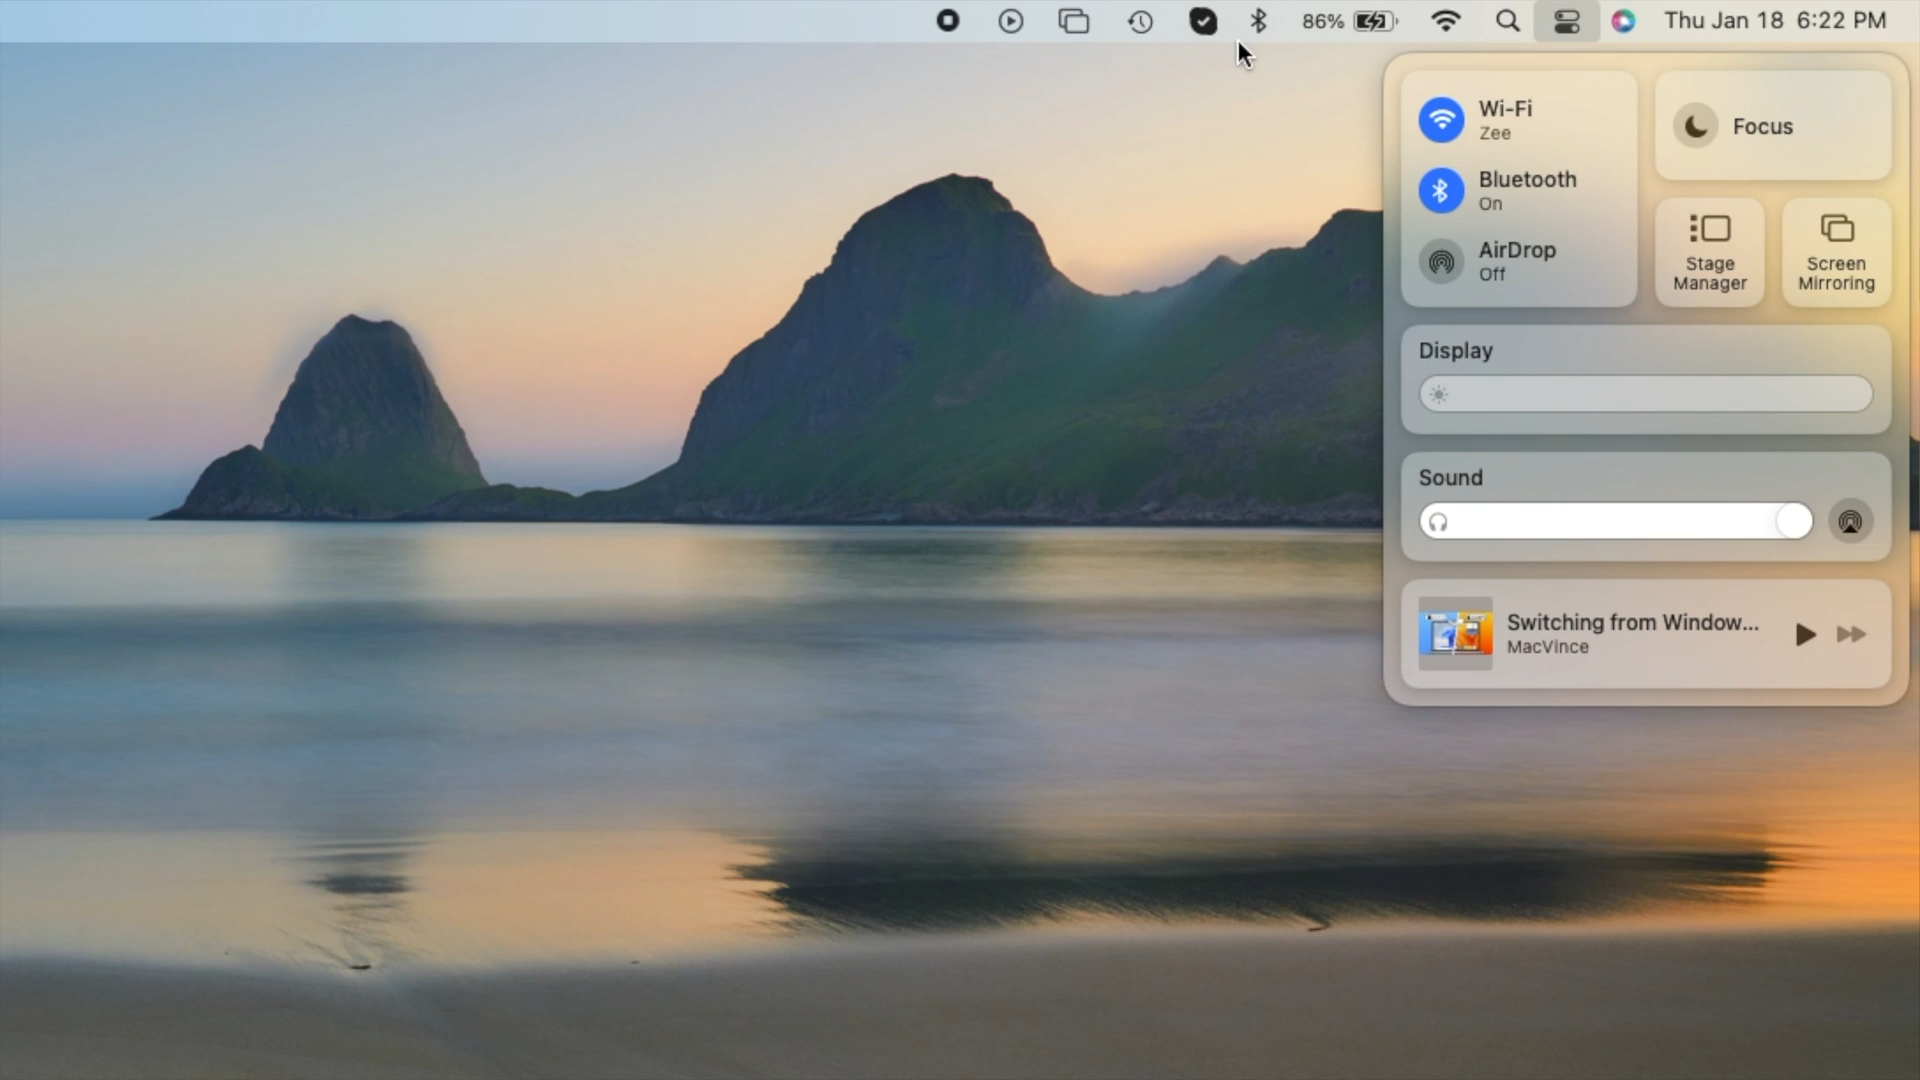 86%
Thu Jan 18 6:22 PM
Wi-Fi
Zee
Bluetooth
On
AirDrop
Off
Focus
Stage
Manager
Screen
Mirroring
Display
Sound
Switching from Window...
MacVince